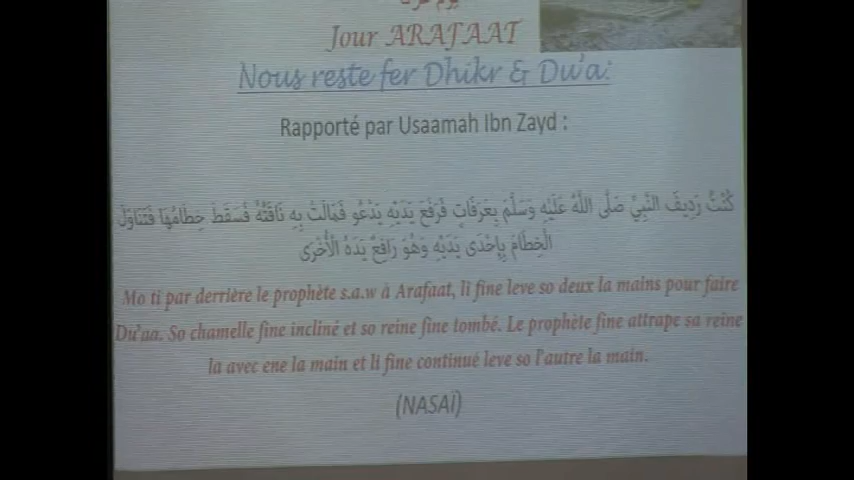 Jour ARAFAAT
Nous reste fer Dhikr & Du'a:
Rapporté par Usaamah Ibn Zayd :
كُنْتُ رَدِيفَ النَّبِيِّ صَلَّى اللَّهُ عَلَيْهِ وَسَلَّمَ بِعَرَفَاتٍ فَرَفَعَ يَدَيْهِ يَدْعُو فَمَالَتْ بِهِ نَاقَتُهُ فَسَقَطَ خِطَامُهَا فَتَنَاوَلَ
الْخِطَامَ بِإِحْدَى يَدَيْهِ وَهُوَ رَافِعٌ يَدَهُ الْأُخْرَى
Mo ti par derrière le prophète s.a.w à Arafaat, li fine leve so deux la mains pour faire
Du'aa. So chamelle fine incliné et so reine fine tombé. Le prophète fine attrape sa reine
la avec ene la main et li fine continué leve so l'autre la main.
(NASAI)